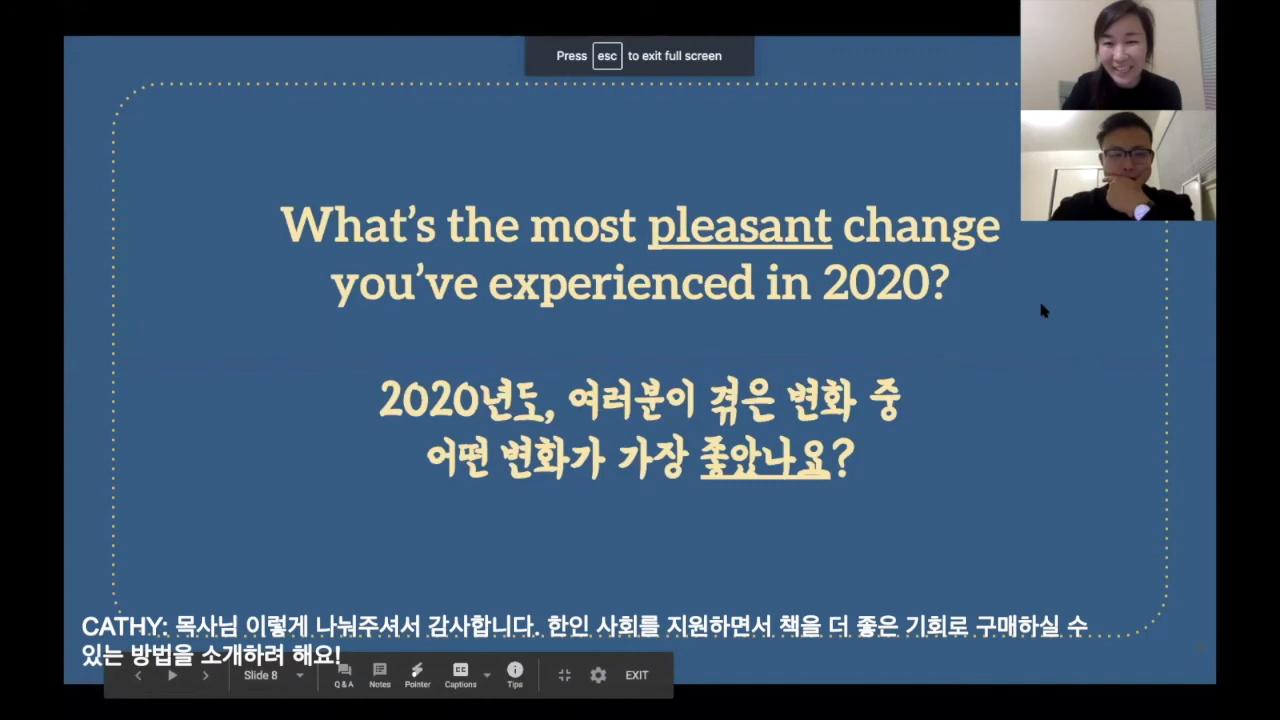 Press esc to exit full screen
What's the most pleasant change
you've experienced in 2020?
2020년도, 여러분이 겪은 변화 중
어떤 변화가 가장 좋았나요?
CATHY: 목사님 이렇게 나눠주셔서 감사합니다. 한인 사회를 지원하면서 책을 더 좋은 기회로 구매하실 수
있는 방법을 소개하려 해요!
Slide 8
Q & A
Notes
Pointer
Captions
Tips
EXIT